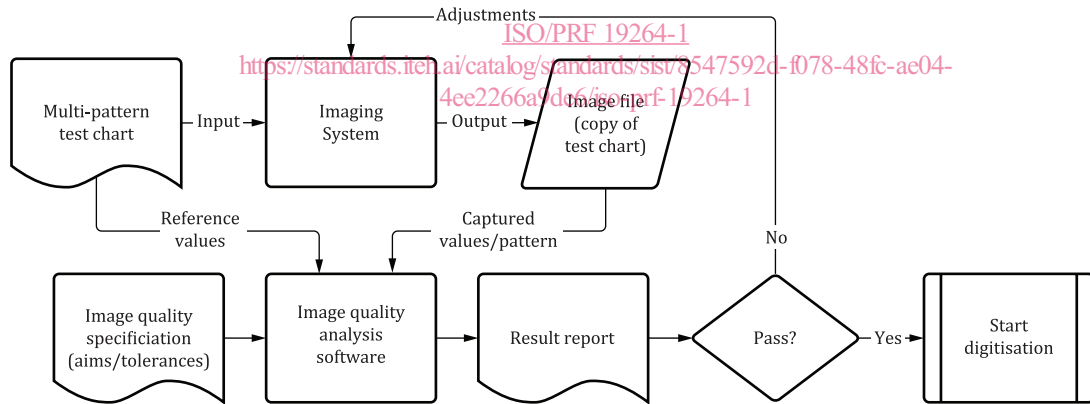 Adjustments
ISO/PRF 19264-1
https://standards.iteh.ai/catalog/standards/sist/8547592d-f078-48fc-ae04-
4ee2266a9de6/iso-prf-19264-1
Multi-pattern
test chart
Input
Imaging
System
Output
Image file
(copy of
test chart)
Reference
values
Captured
values/pattern
No
Image quality
specificiation
(aims/tolerances)
Image quality
analysis
software
Result report
Pass?
Yes
Start
digitisation